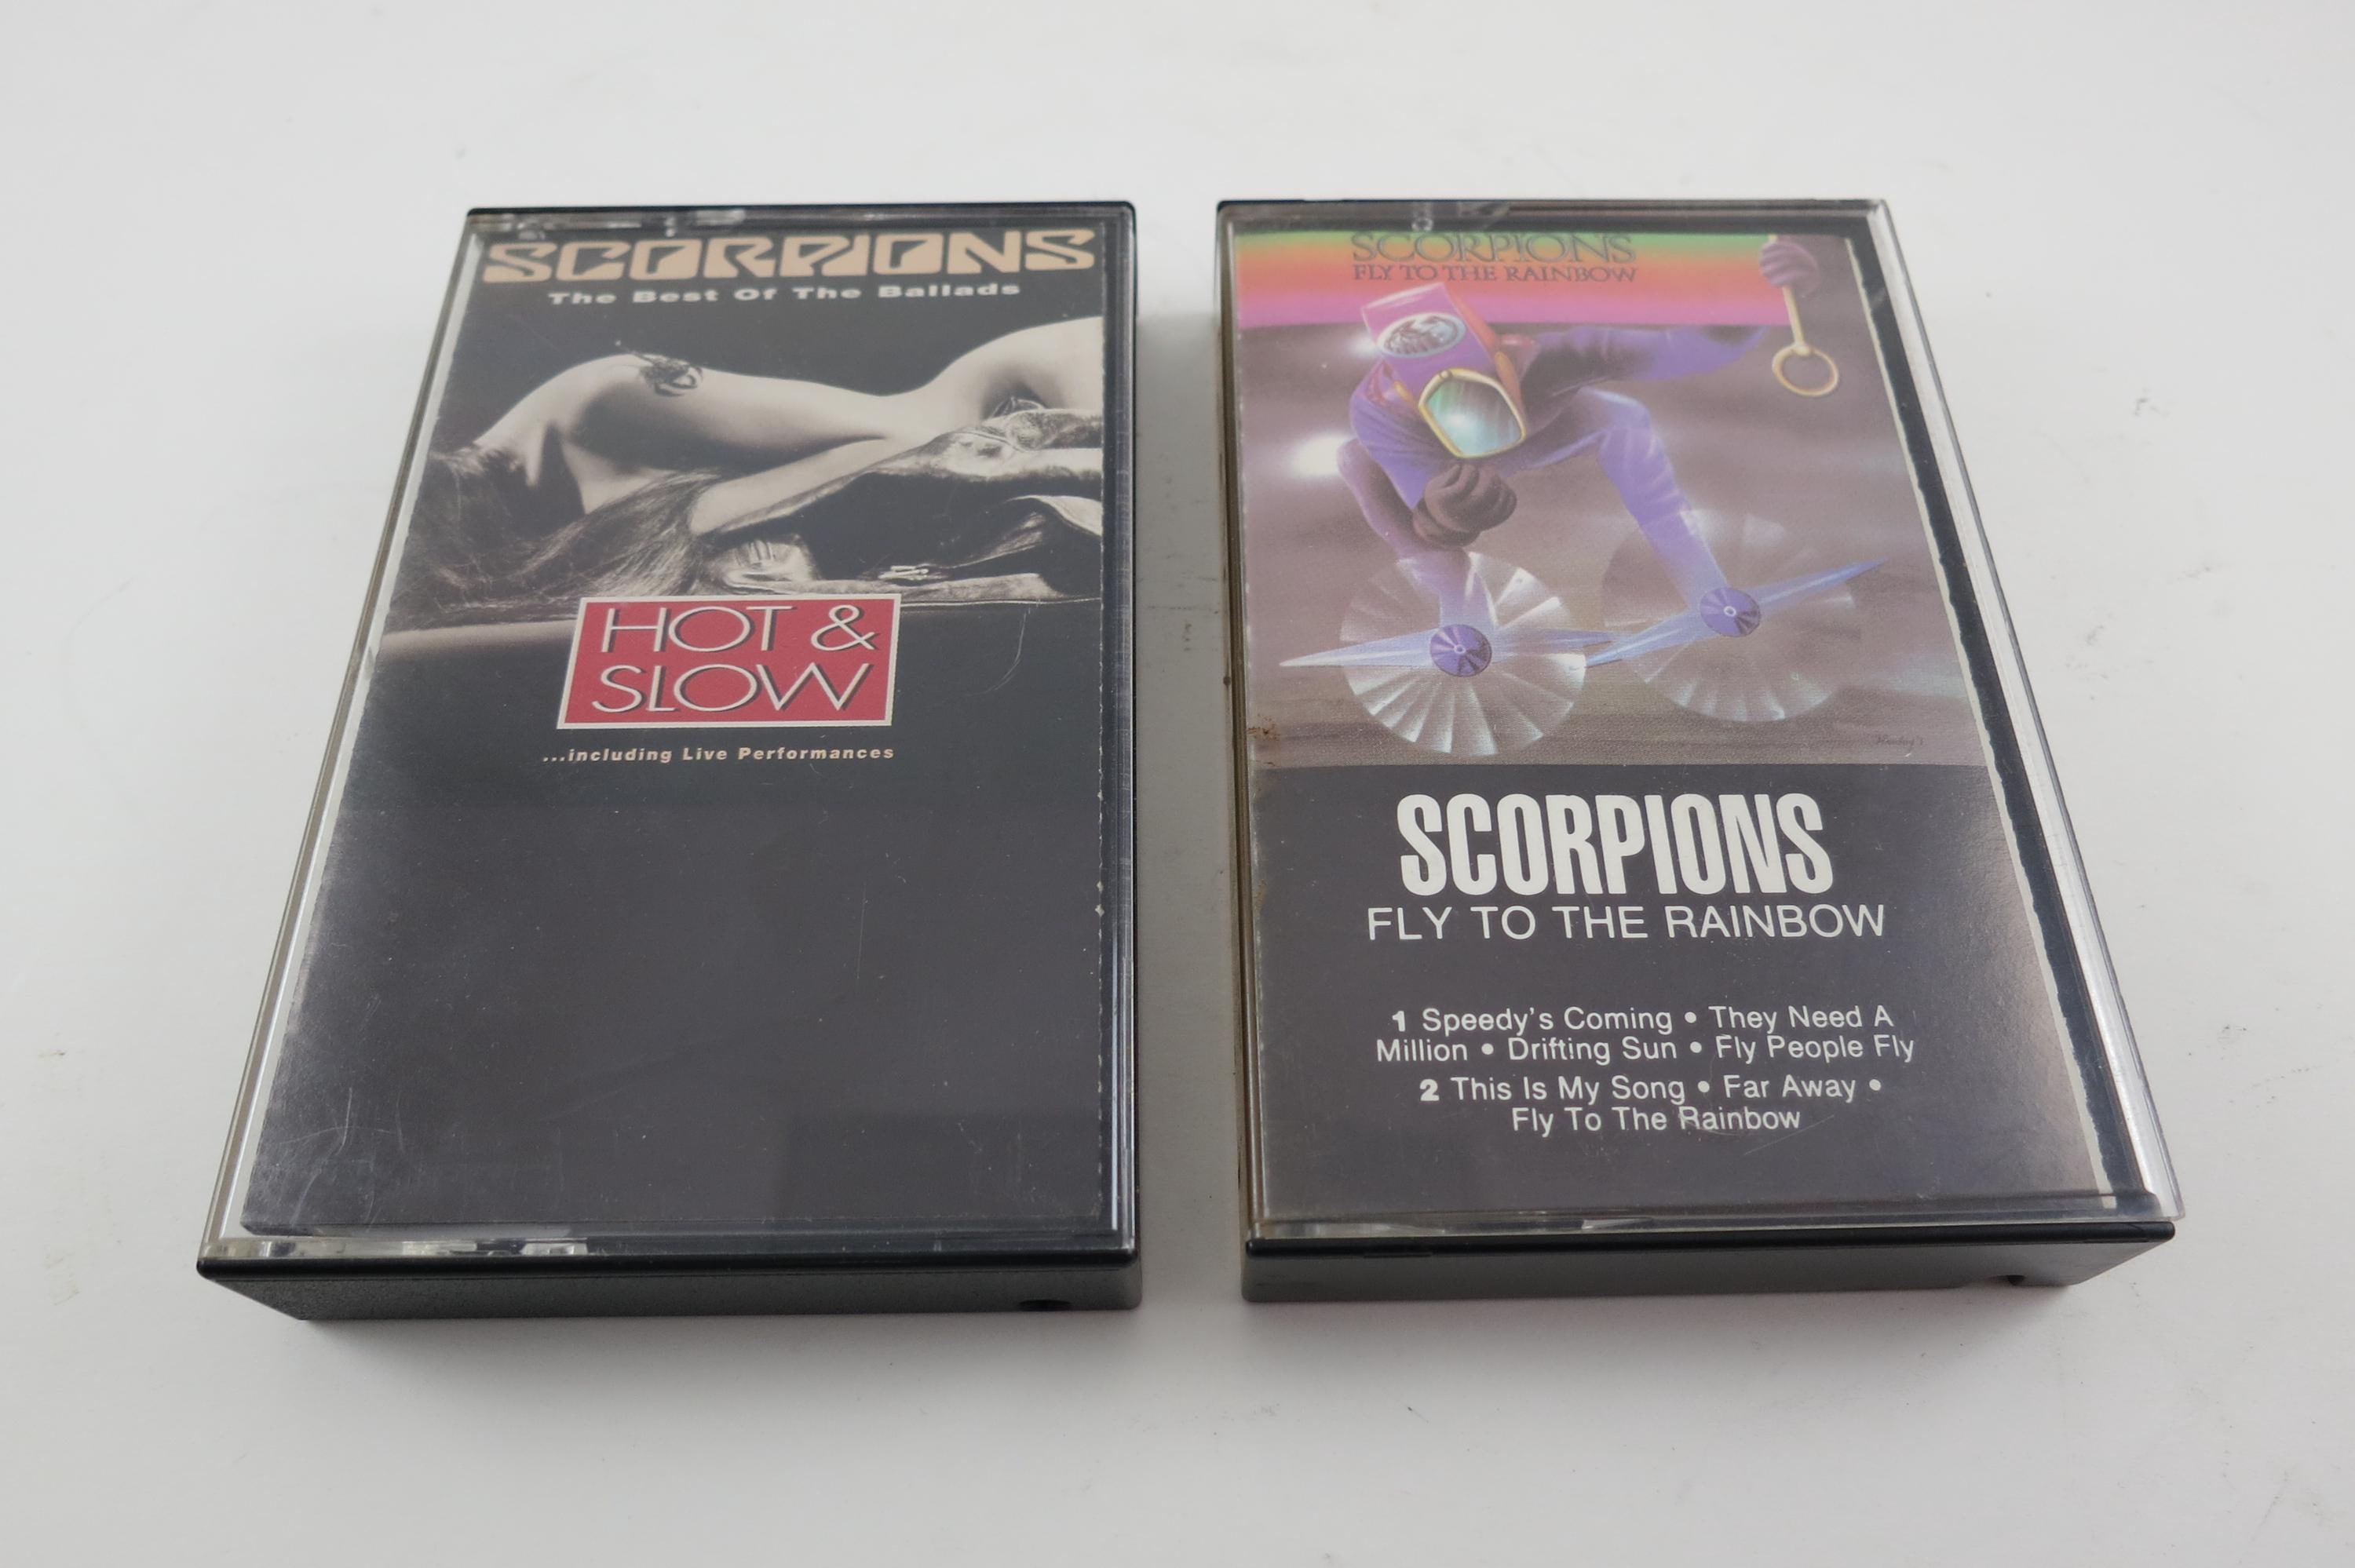 SCORPIONS
The Best Of The Ballads
HOT &
SLOW
...including Live Performances
SCORPIONS
FLY TO THE RAINBOW
SCORPIONS
FLY TO THE RAINBOW
1 Speedy's Coming • They Need A
Million • Drifting Sun • Fly People Fly
2 This Is My Song • Far Away •
Fly To The Rainbow